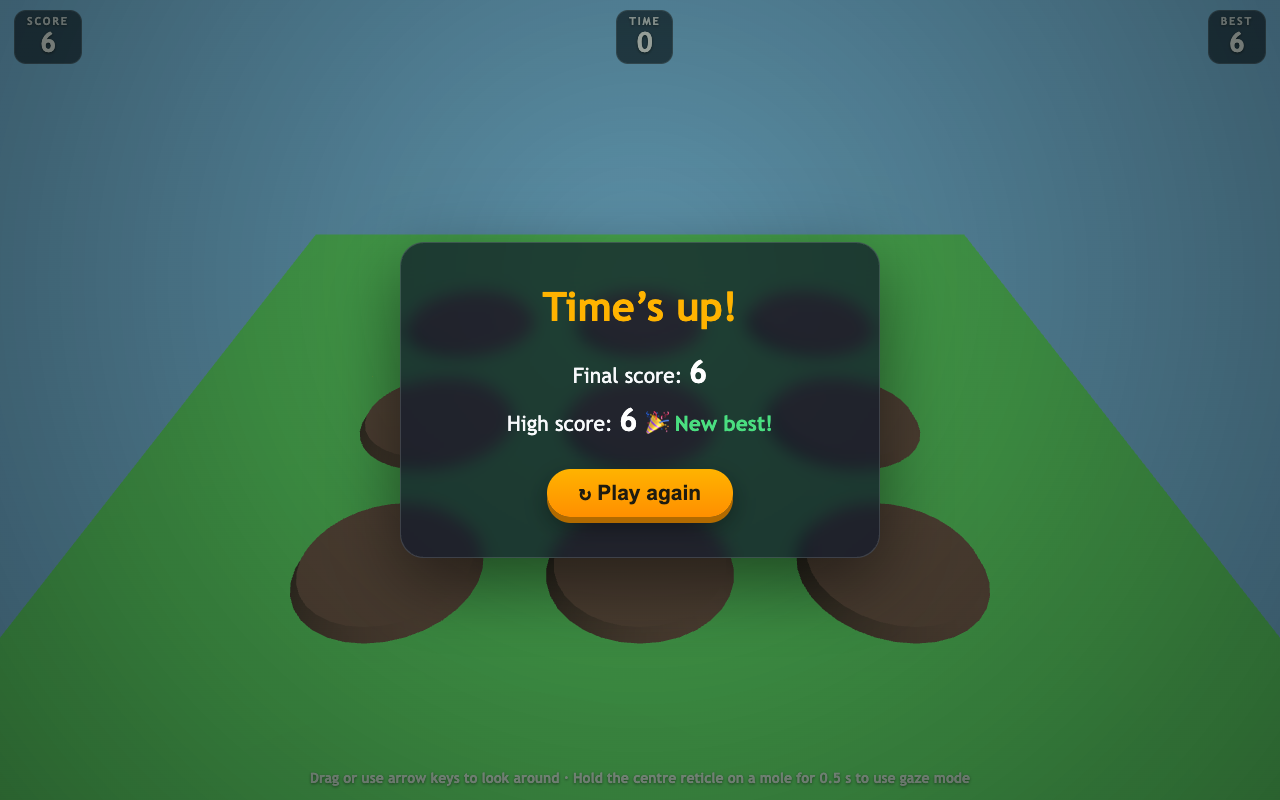 SCORE
6
TIME
0
BEST
6
Time’s up!
Final score: 6
High score: 6 🎉 New best!
↻ Play again
Drag or use arrow keys to look around · Hold the centre reticle on a mole for 0.5 s to use gaze mode